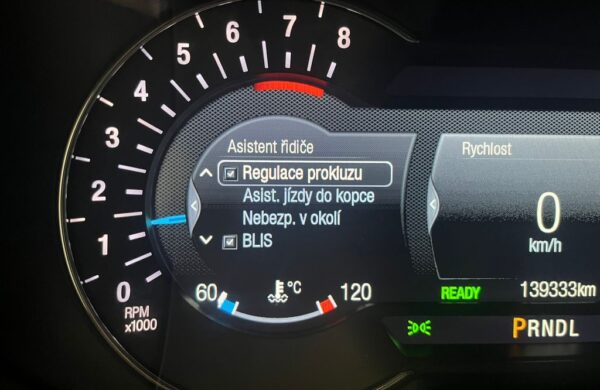 8
7
6
5
4
3
2
1
0
RPM
x1000
Asistent řidiče
Regulace prokluzu
Asist. jízdy do kopce
Nebezp. v okolí
BLIS
60
°C
120
Rychlost
0
km/h
READY
139333km
PRNDL